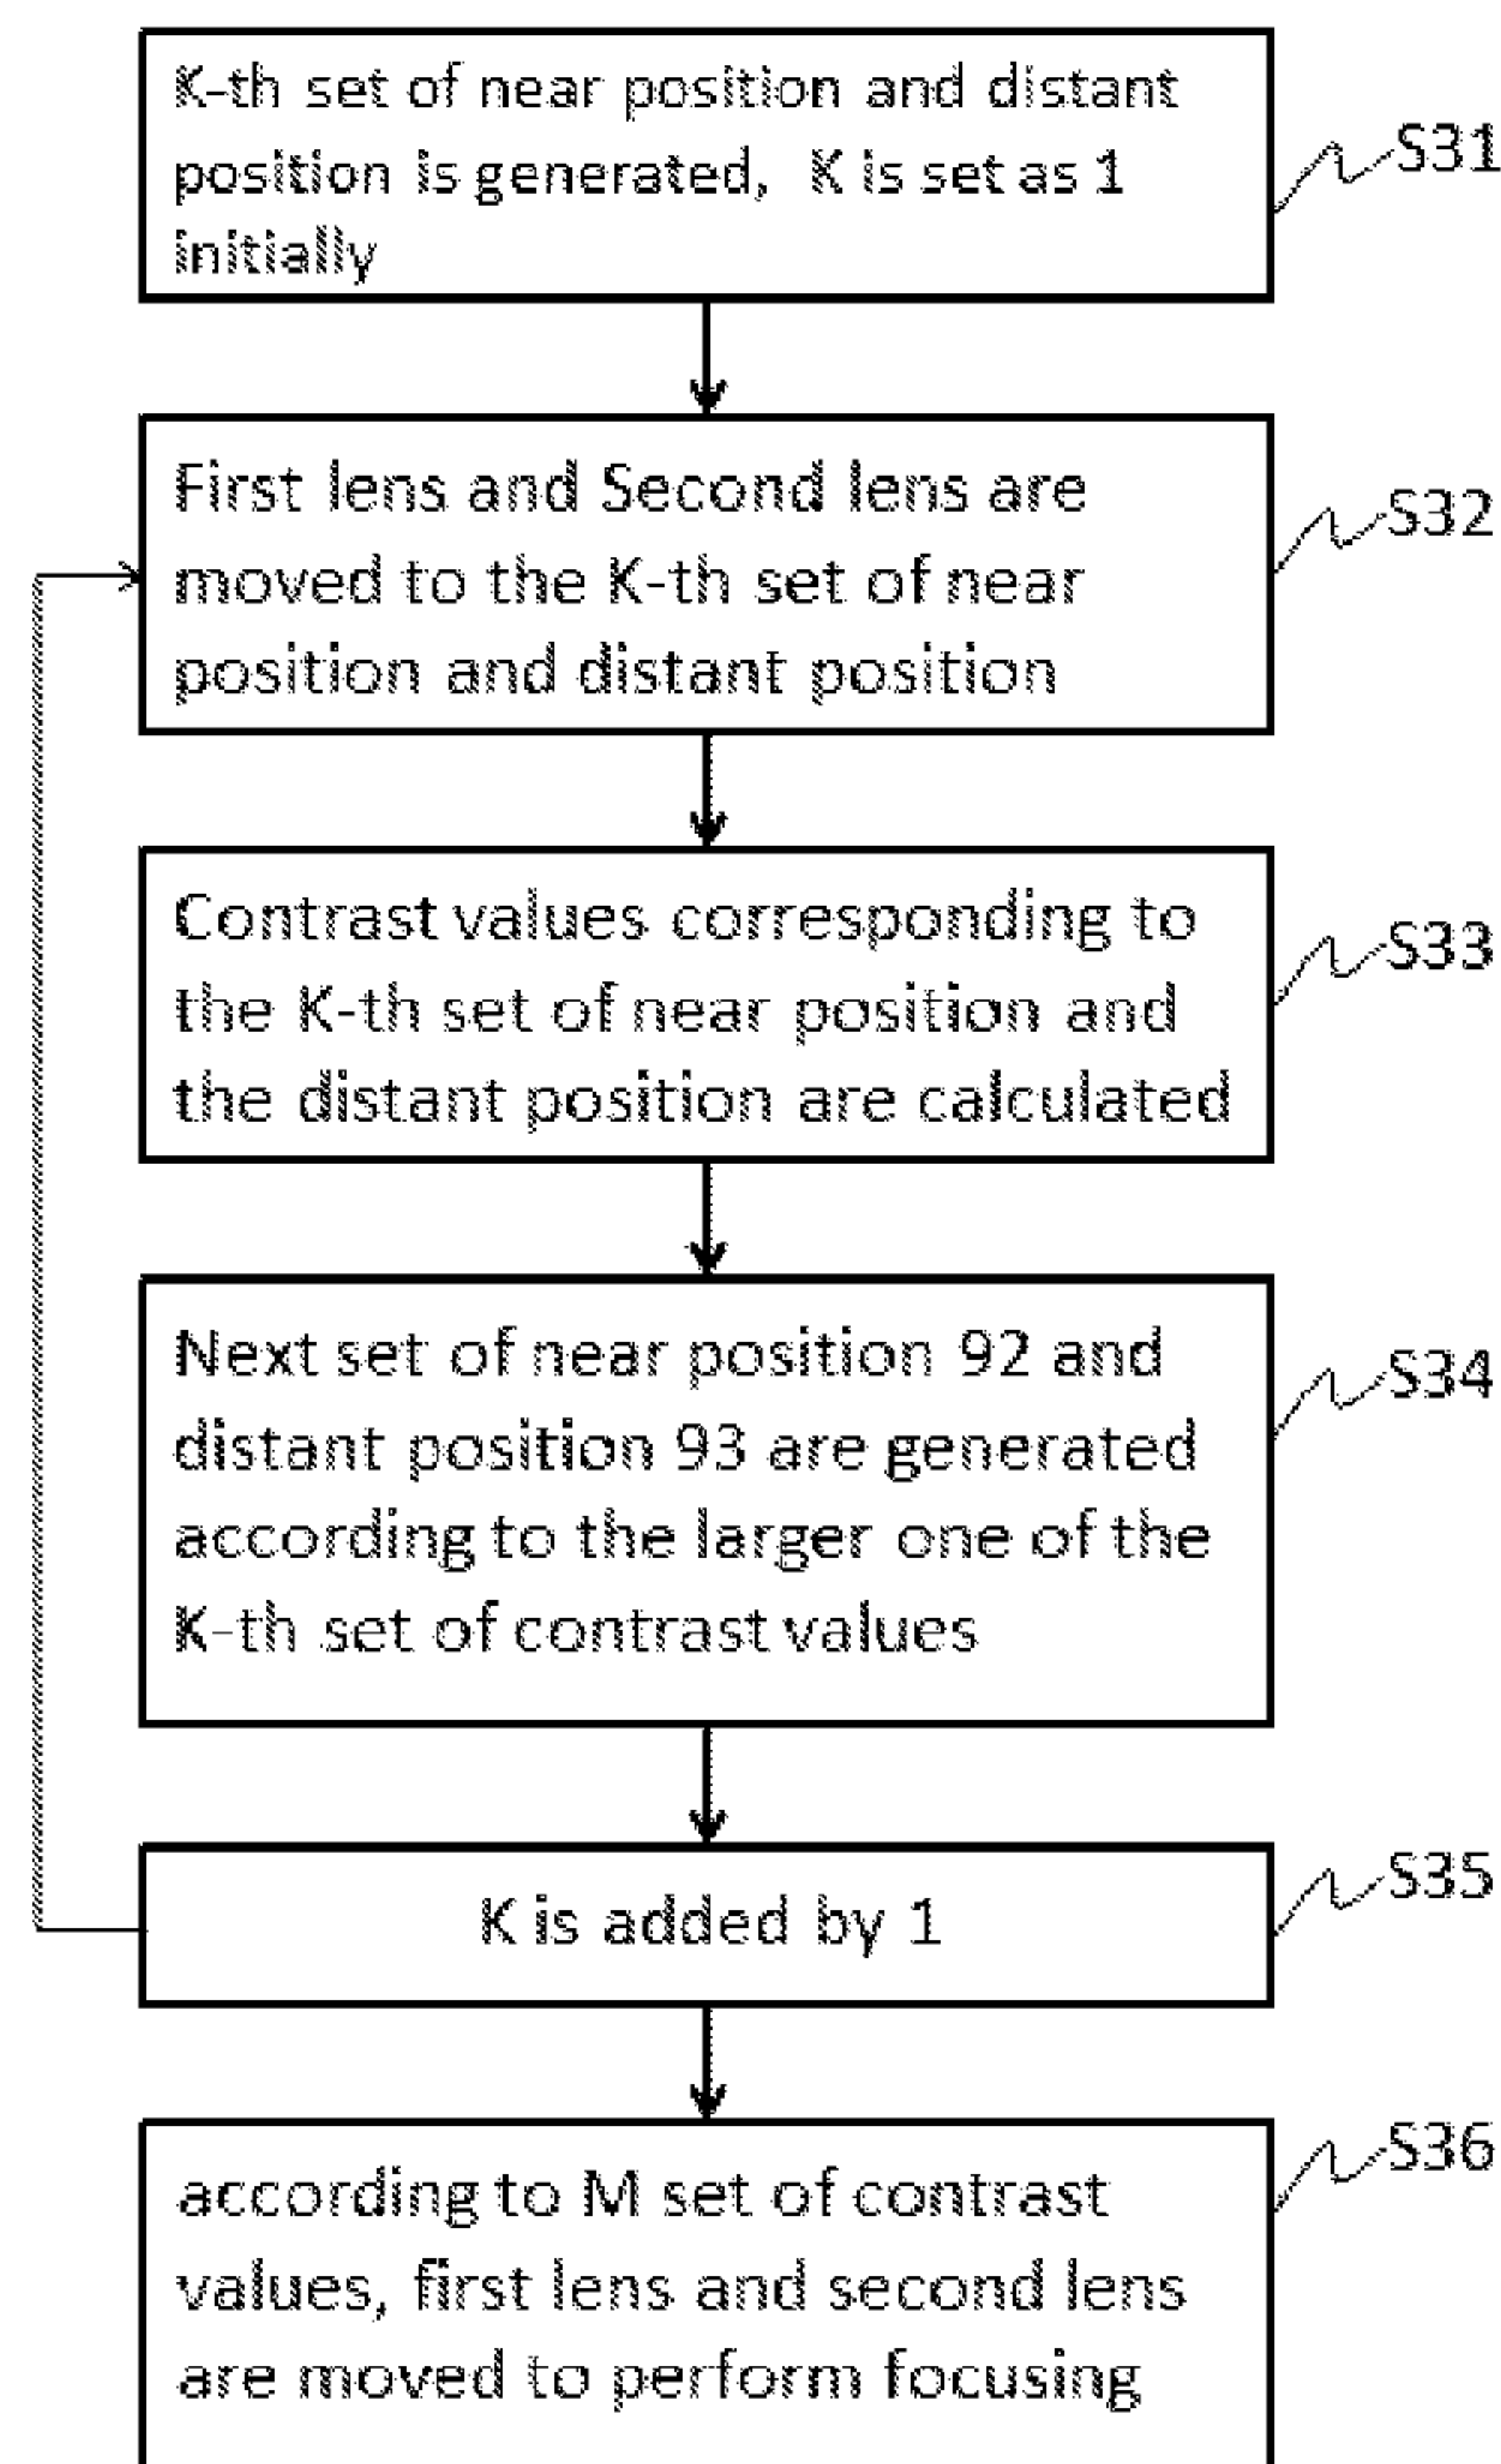 K-th set of near position and distant
position is generated, K is set as 1
initially
S31
First lens and Second lens are
moved to the K-th set of near
position and distant position
S32
Contrast values corresponding to
the K-th set of near position and
the distant position are calculated
S33
Next set of near position 92 and
distant position 93 are generated
according to the larger one of the
K-th set of contrast values
S34
K is added by 1
S35
according to M set of contrast
values, first lens and second lens
are moved to perform focusing
S36